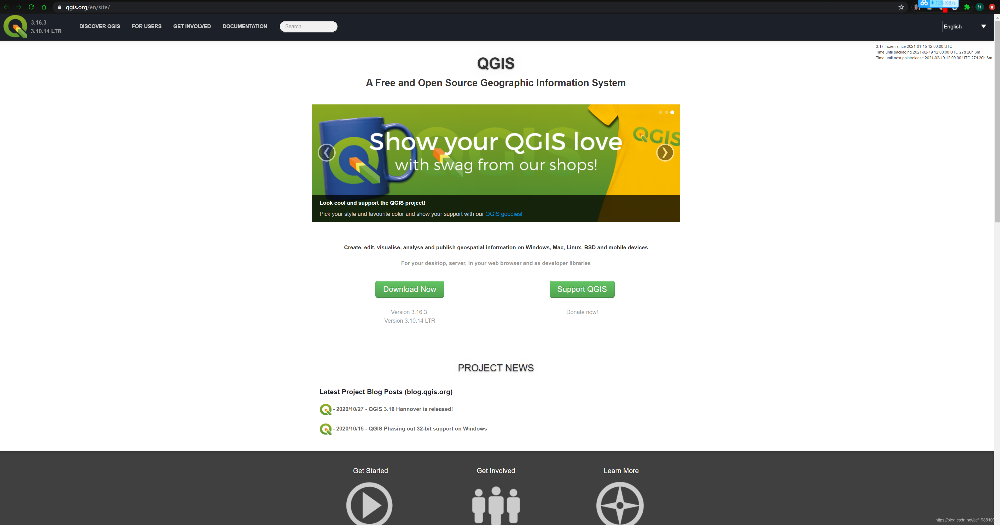 qgis.org/en/site/
128 KB/s
锋
3.16.3
3.10.14 LTR
DISCOVER QGIS
FOR USERS
GET INVOLVED
DOCUMENTATION
Search
English
3.17 frozen since 2021-01-15 12:00:00 UTC
Time until packaging 2021-02-19 12:00:00 UTC 27d 20h 6m
Time until next pointrelease 2021-02-19 12:00:00 UTC 27d 20h 6m
QGIS
A Free and Open Source Geographic Information System
Show your QGIS love
with swag from our shops!
QGIS
Look cool and support the QGIS project!
Pick your style and favourite color and show your support with our QGIS goodies!
Create, edit, visualise, analyse and publish geospatial information on Windows, Mac, Linux, BSD and mobile devices
For your desktop, server, in your web browser and as developer libraries
Download Now
Support QGIS
Version 3.16.3
Version 3.10.14 LTR
Donate now!
PROJECT NEWS
Latest Project Blog Posts (blog.qgis.org)
- 2020/10/27 - QGIS 3.16 Hannover is released!
- 2020/10/15 - QGIS Phasing out 32-bit support on Windows
Get Started
Get Involved
Learn More
https://blog.csdn.net/ccf1988103